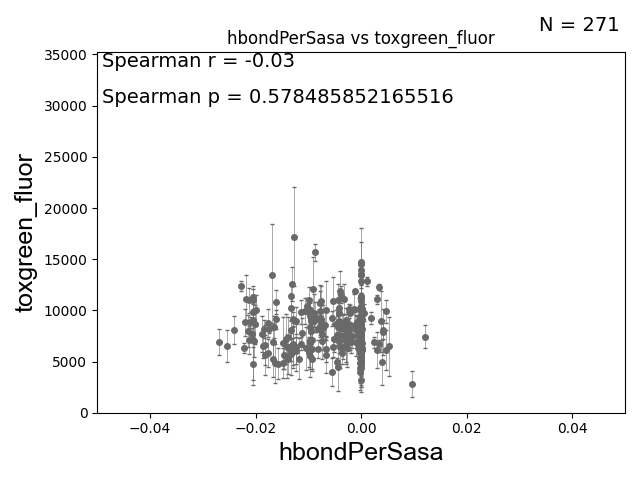 N = 271
hbondPerSasa vs toxgreen_fluor
Spearman r = -0.03
Spearman p = 0.578485852165516
toxgreen_fluor
35000
30000
25000
20000
15000
10000
5000
0
−0.04 −0.02 0.00 0.02 0.04
hbondPerSasa